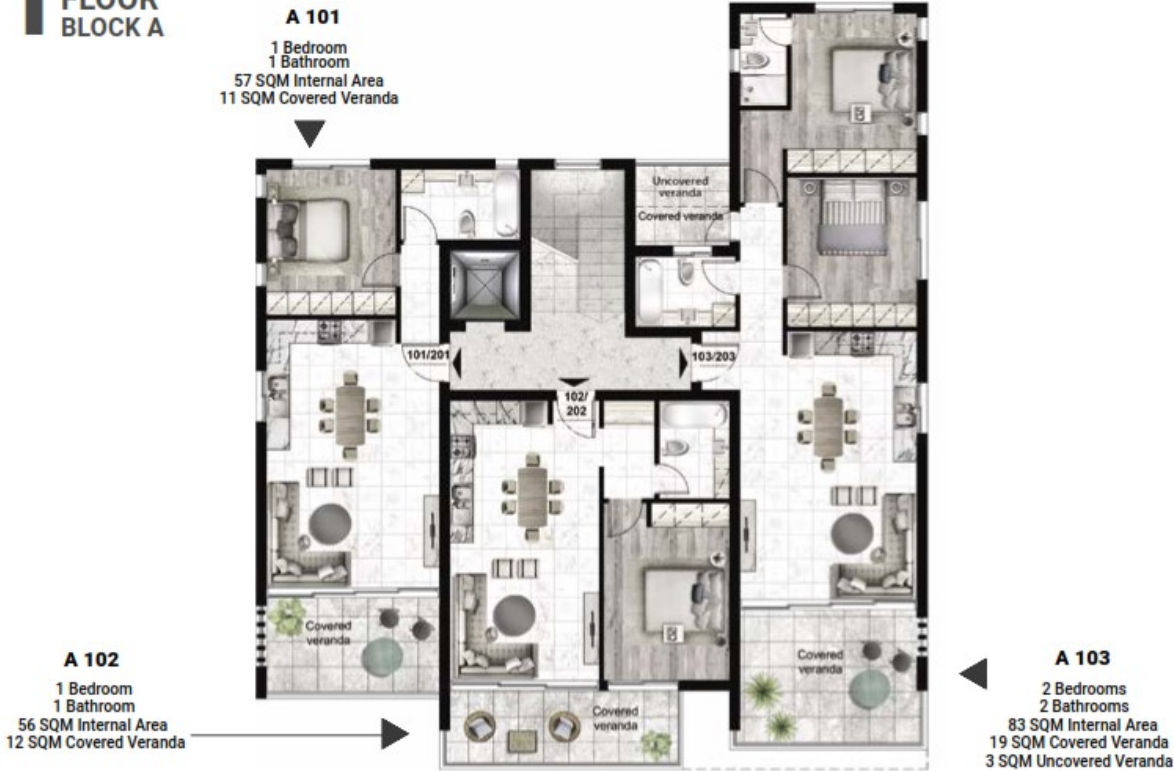 1 FLOOR
BLOCK A
A 101
1 Bedroom
1 Bathroom
57 SQM Internal Area
11 SQM Covered Veranda
Uncovered
veranda
Covered veranda
101/201
103/203
102/
202
Covered
veranda
Covered
veranda
Covered
veranda
A 102
1 Bedroom
1 Bathroom
56 SQM Internal Area
12 SQM Covered Veranda
A 103
2 Bedrooms
2 Bathrooms
83 SQM Internal Area
19 SQM Covered Veranda
3 SQM Uncovered Veranda